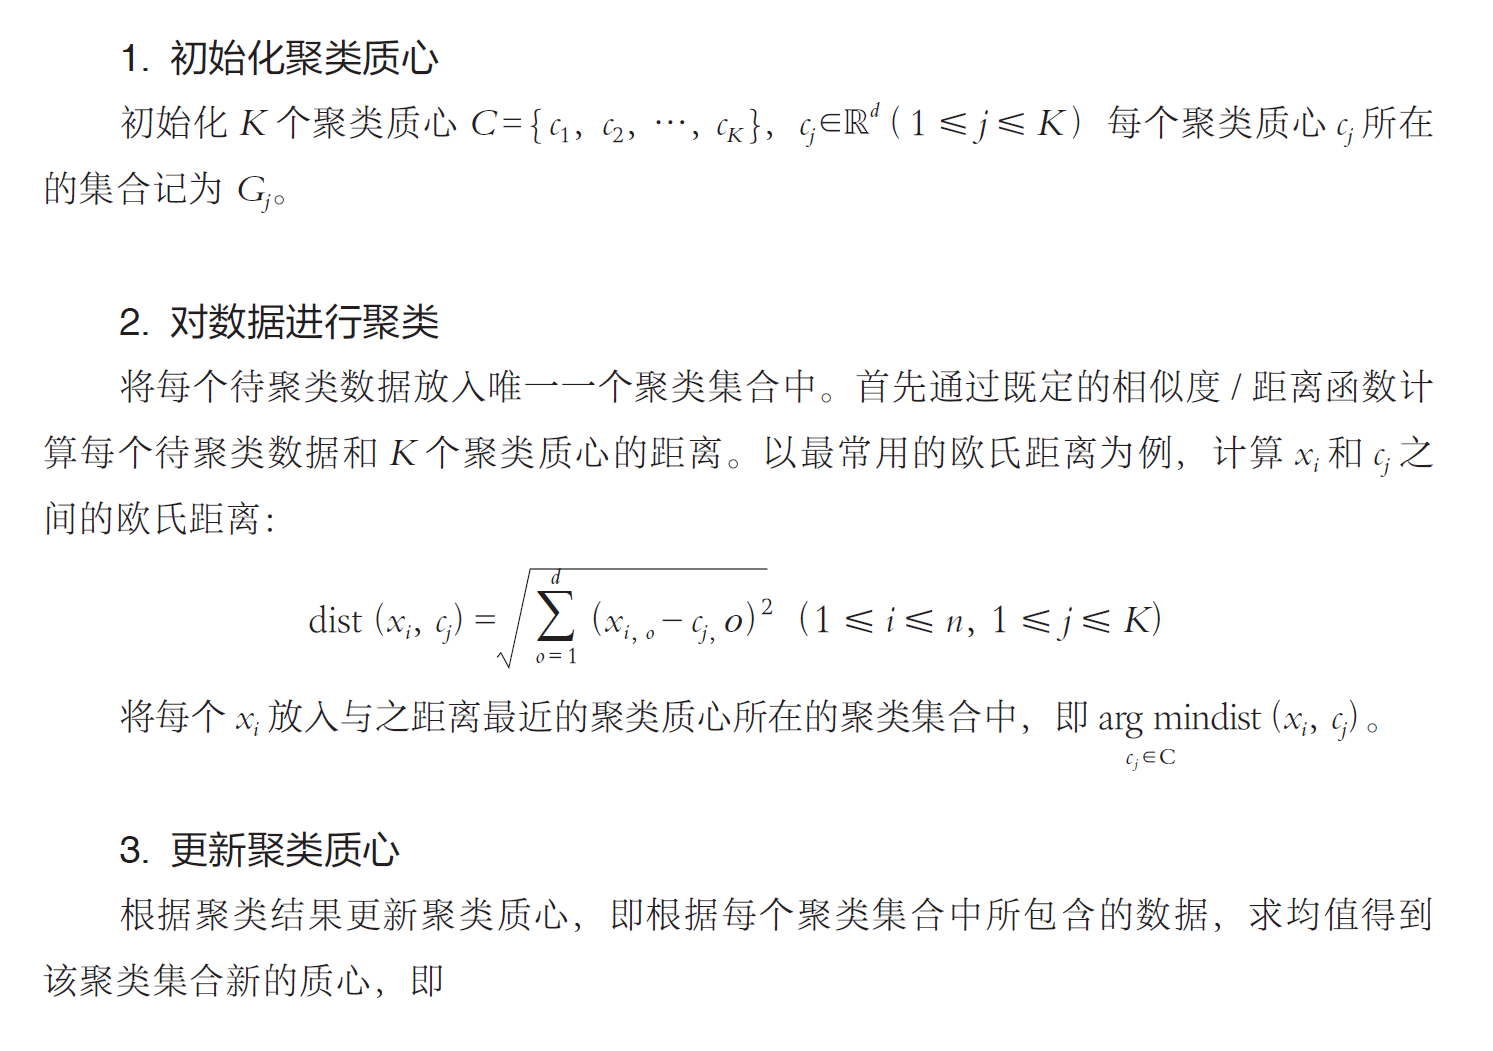 1. 初始化聚类质心
初始化 K 个聚类质心 C={c₁, c₂, ⋯, c_K}, c_j∈ℝ^d (1≤j≤K) 每个聚类质心 c_j 所在
的集合记为 G_j。
2. 对数据进行聚类
将每个待聚类数据放入唯一一个聚类集合中。首先通过既定的相似度 / 距离函数计
算每个待聚类数据和 K 个聚类质心的距离。以最常用的欧氏距离为例，计算 x_i 和 c_j 之
间的欧氏距离：
dist (x_i, c_j) = √(∑_{o=1}^{d} (x_{i, o} − c_{j,} o)²) (1≤i≤n, 1≤j≤K)
将每个 x_i 放入与之距离最近的聚类质心所在的聚类集合中，即 arg mindist (x_i, c_j)。
c_j∈C
3. 更新聚类质心
根据聚类结果更新聚类质心，即根据每个聚类集合中所包含的数据，求均值得到
该聚类集合新的质心，即